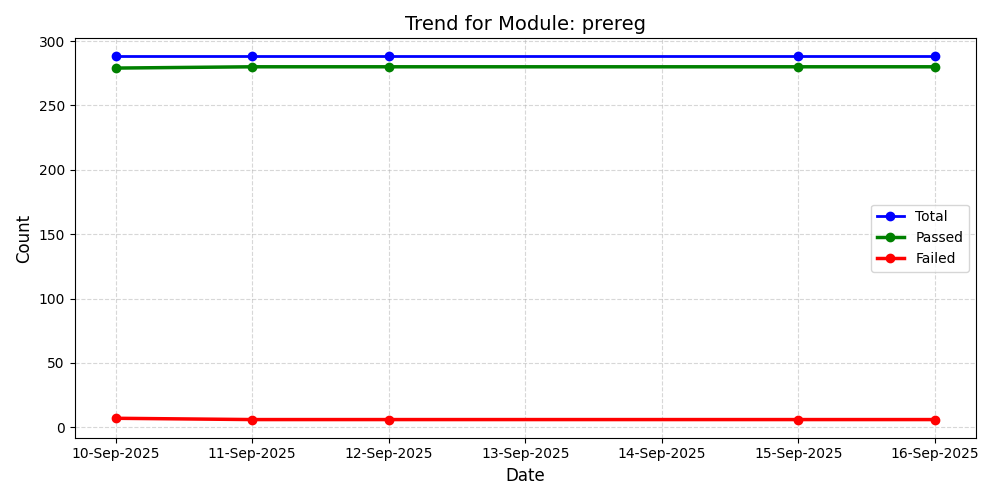 Trend for Module: prereg
300
250
200
150
100
50
0
Count
Total
Passed
Failed
10-Sep-2025 11-Sep-2025 12-Sep-2025 13-Sep-2025 14-Sep-2025 15-Sep-2025 16-Sep-2025
Date